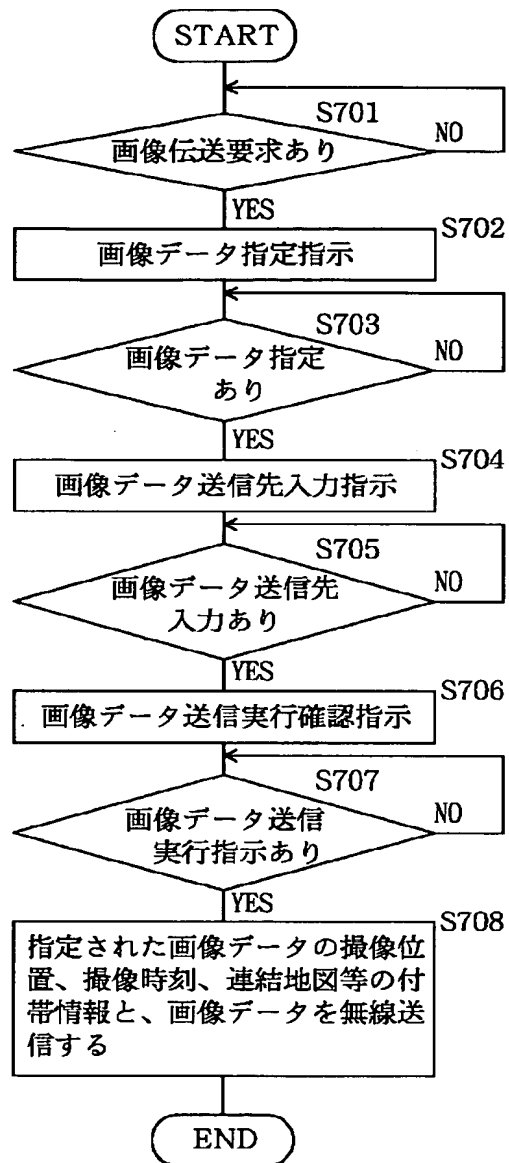 START
S701
画像伝送要求あり
NO
YES
S702
画像データ指定指示
S703
画像データ指定
あり
NO
YES
S704
画像データ送信先入力指示
S705
画像データ送信先
入力あり
NO
YES
S706
画像データ送信実行確認指示
S707
画像データ送信
実行指示あり
NO
YES
S708
指定された画像データの撮像位
置、撮像時刻、連結地図等の付
帯情報と、画像データを無線送
信する
END